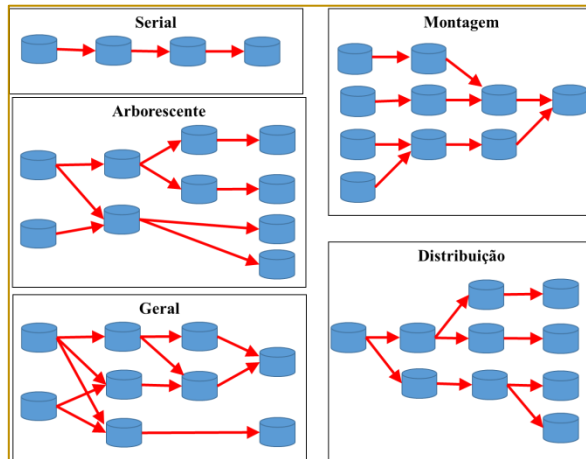 Serial
Montagem
Arborescente
Distribuição
Geral